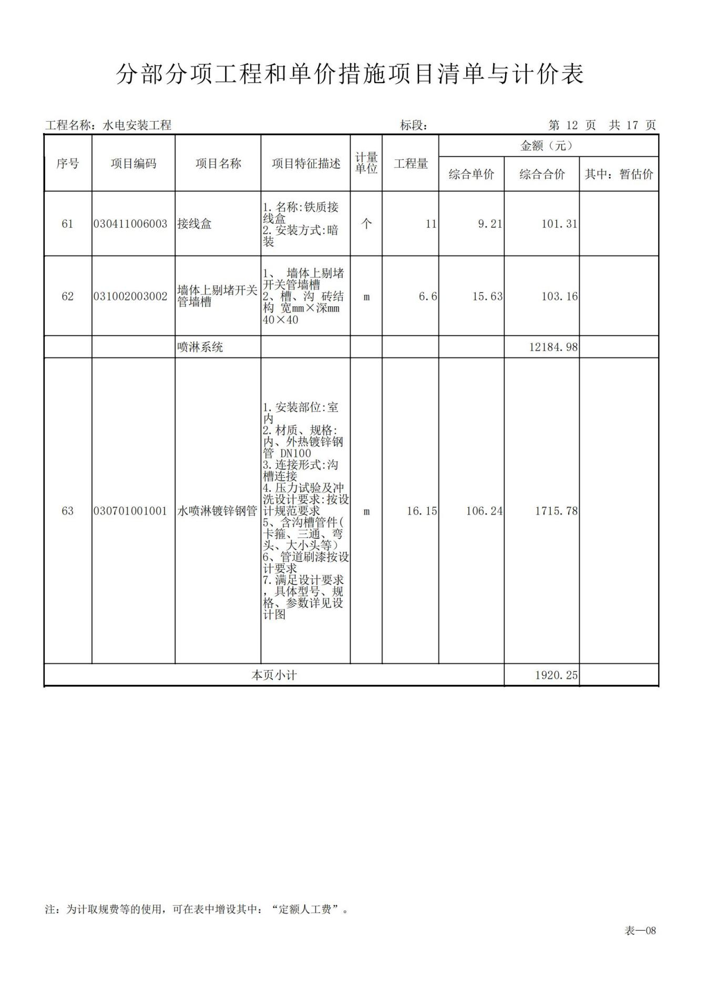 分部分项工程和单价措施项目清单与计价表
工程名称：水电安装工程 标段： 第 12 页 共 17 页
序号 项目编码 项目名称 项目特征描述 计量 工程量 金额（元）
单位
综合单价 综合合价 其中：暂估价
61 030411006003 接线盒 1.名称:铁质接 个 11 9.21 101.31
线盒
2.安装方式:暗
装
62 031002003002 墙体上剔堵开关 1、 墙体上剔堵 m 6.6 15.63 103.16
管墙槽 开关管墙槽
2、槽、沟 砖结
构 宽mm×深mm
40×40
喷淋系统 12184.98
63 030701001001 水喷淋镀锌钢管 1.安装部位:室 m 16.15 106.24 1715.78
内
2.材质、规格:
内、外热镀锌钢
管 DN100
3.连接形式:沟
槽连接
4.压力试验及冲
洗设计要求:按设
计规范要求
5、含沟槽管件(
卡箍、三通、弯
头、大小头等）
6、管道刷漆按设
计要求
7.满足设计要求
，具体型号、规
格、参数详见设
计图
本页小计 1920.25
注：为计取规费等的使用，可在表中增设其中：“定额人工费”。
表—08